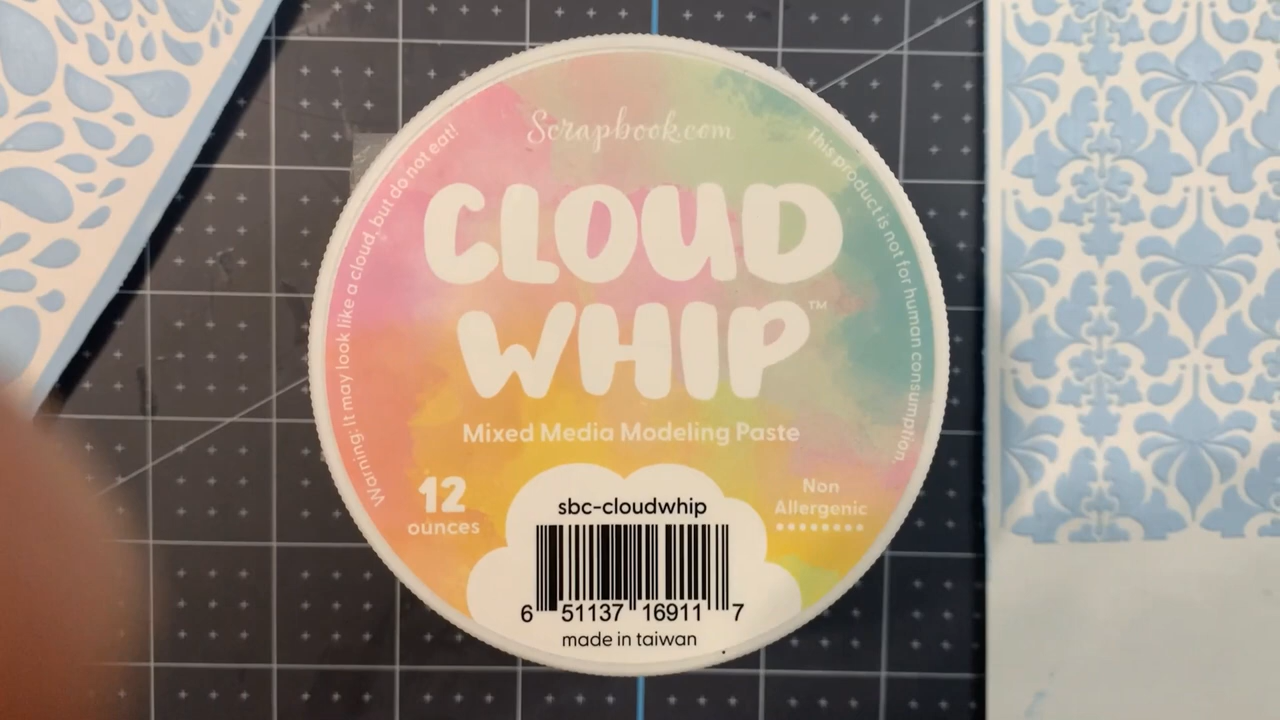 Scrapbook.com
CLOUD
WHIP™
Mixed Media Modeling Paste
Warning: It may look like a cloud, but do not eat!
This product is not for human consumption.
12
ounces
Non
Allergenic
sbc-cloudwhip
6 51137 16911 7
made in taiwan